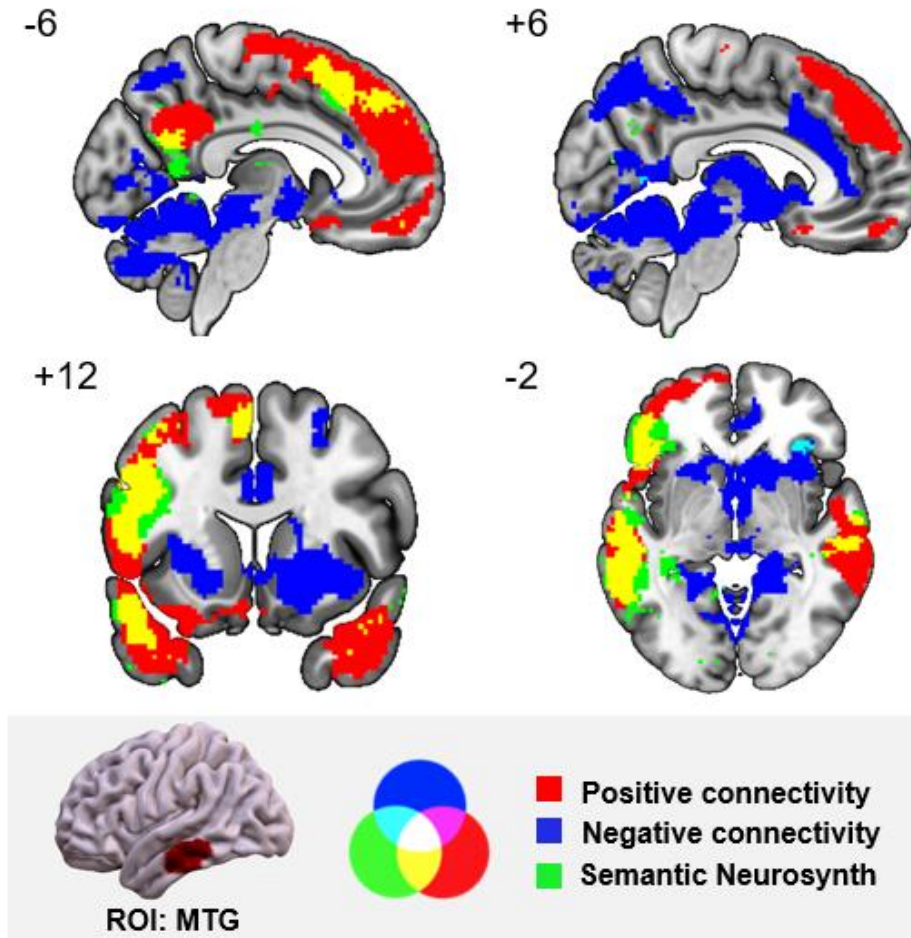 -6
+6
+12
-2
Positive connectivity
Negative connectivity
Semantic Neurosynth
ROI: MTG